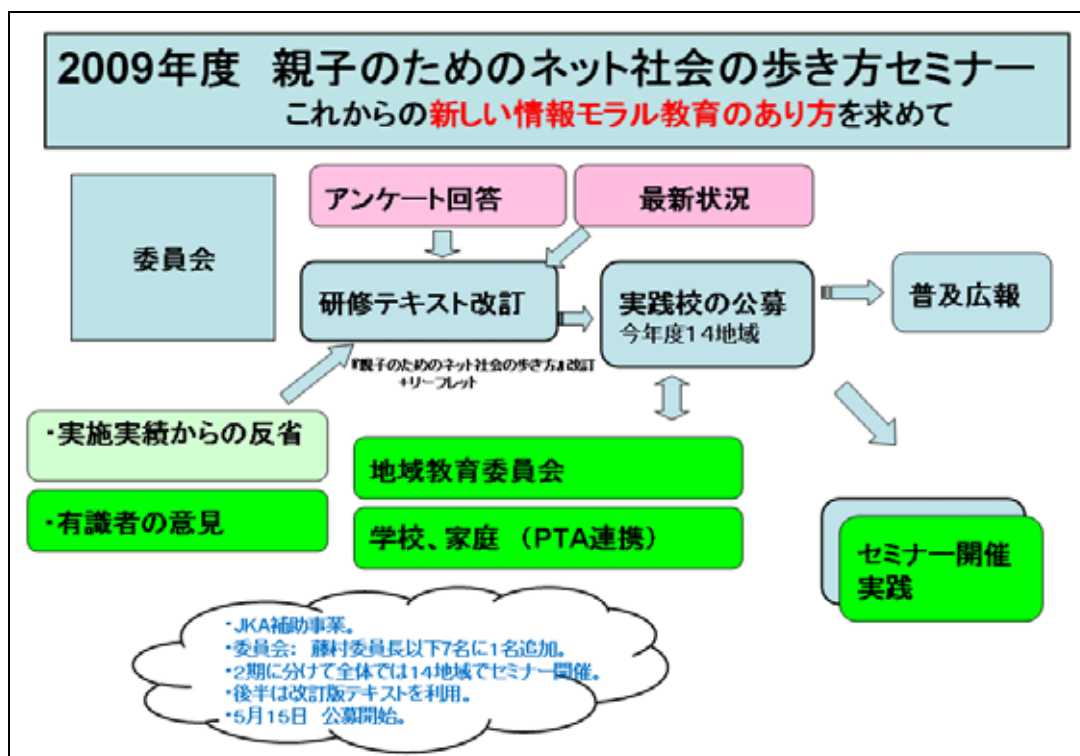 2009年度 親子のためのネット社会の歩き方セミナー
これからの新しい情報モラル教育のあり方を求めて
アンケート回答
最新状況
委員会
研修テキスト改訂
実践校の公募
今年度14地域
普及広報
『親子のためのネット社会の歩き方』改訂
+リーフレット
・実施実績からの反省
・有識者の意見
地域教育委員会
学校、家庭 (PTA連携)
セミナー開催
実践
・JKA補助事業。
・委員会: 藤村委員長以下7名に1名追加。
・2期に分けて全体では14地域でセミナー開催。
・後半は改訂版テキストを利用。
・5月15日 公募開始。